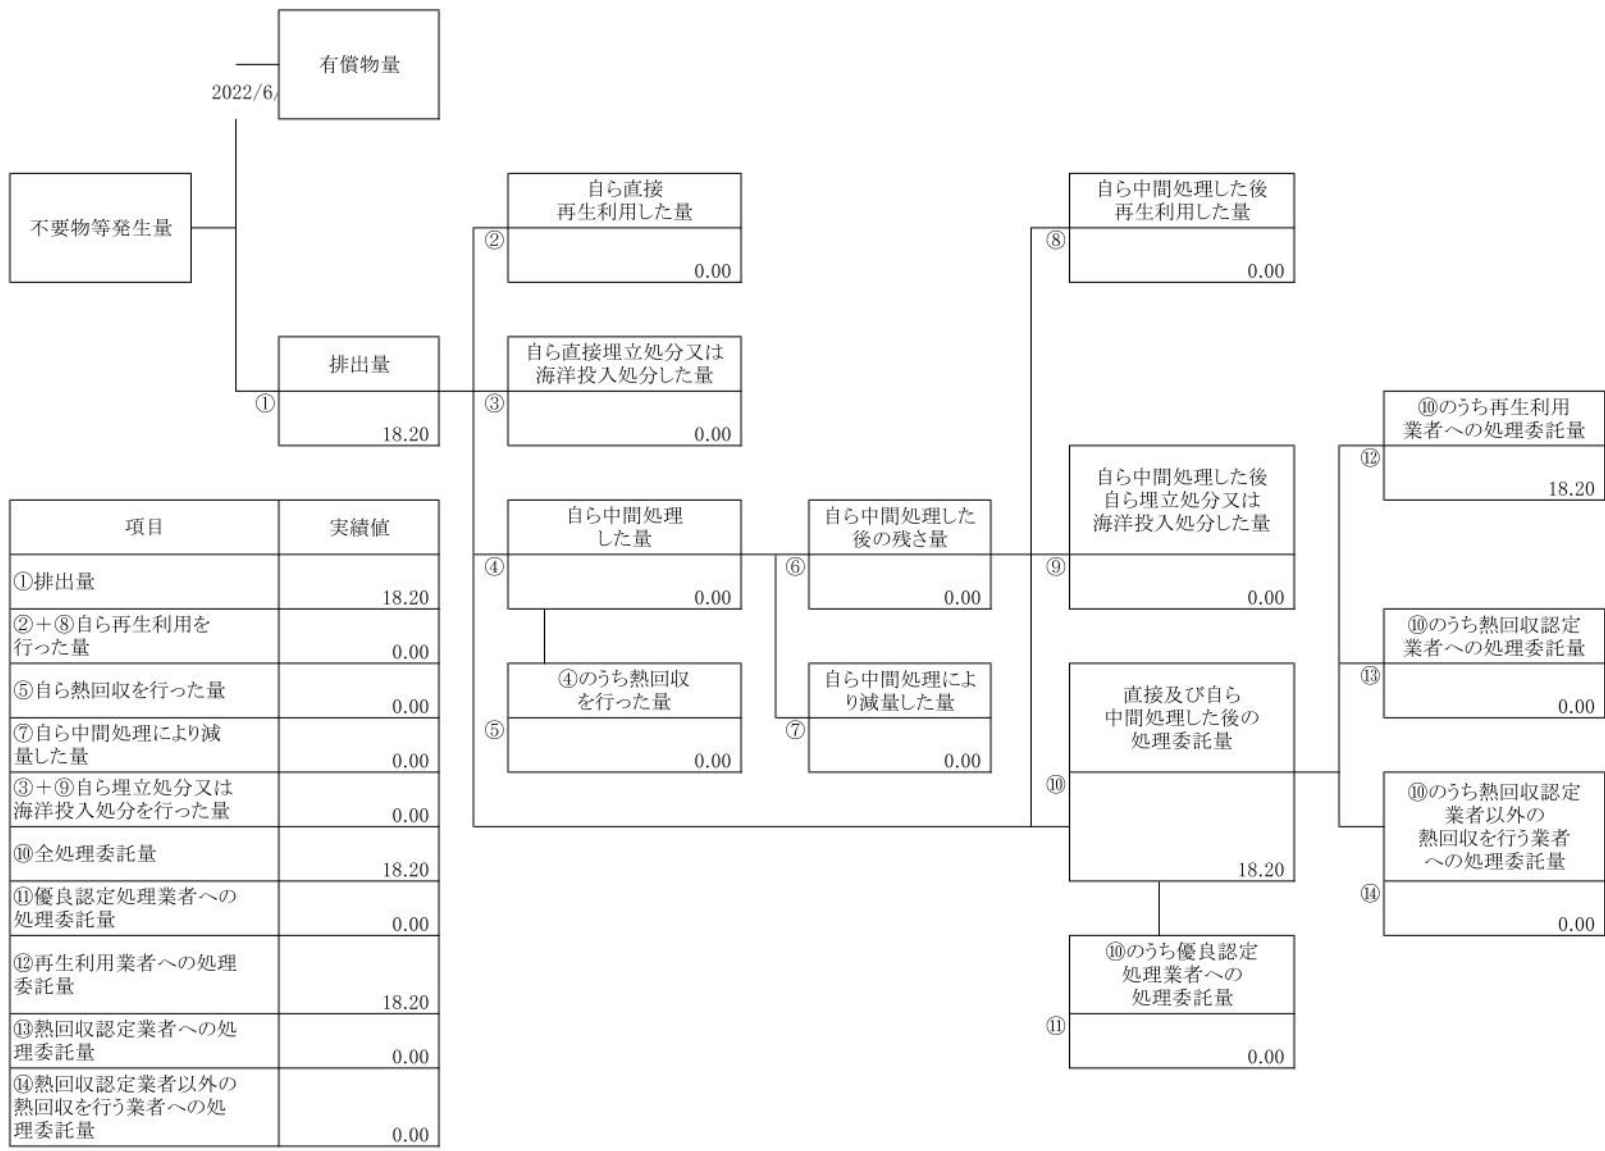 有償物量
2022/6/
不要物等発生量
自ら直接
再生利用した量
②
0.00
自ら中間処理した後
再生利用した量
⑧
0.00
排出量
①
18.20
自ら直接埋立処分又は
海洋投入処分した量
③
0.00
⑩のうち再生利用
業者への処理委託量
⑫
18.20
自ら中間処理
した量
④
0.00
自ら中間処理した
後の残さ量
⑥
0.00
自ら中間処理した後
自ら埋立処分又は
海洋投入処分した量
⑨
0.00
⑩のうち熱回収認定
業者への処理委託量
⑬
0.00
④のうち熱回収
を行った量
⑤
0.00
自ら中間処理によ
り減量した量
⑦
0.00
直接及び自ら
中間処理した後の
処理委託量
⑩
18.20
⑩のうち熱回収認定
業者以外の
熱回収を行う業者
への処理委託量
⑭
0.00
⑩のうち優良認定
処理業者への
処理委託量
⑪
0.00
項目
実績値
①排出量
18.20
②＋⑧自ら再生利用を
行った量
0.00
⑤自ら熱回収を行った量
0.00
⑦自ら中間処理により減
量した量
0.00
③＋⑨自ら埋立処分又は
海洋投入処分を行った量
0.00
⑩全処理委託量
18.20
⑪優良認定処理業者への
処理委託量
0.00
⑫再生利用業者への処理
委託量
18.20
⑬熱回収認定業者への処
理委託量
0.00
⑭熱回収認定業者以外の
熱回収を行う業者への処
理委託量
0.00